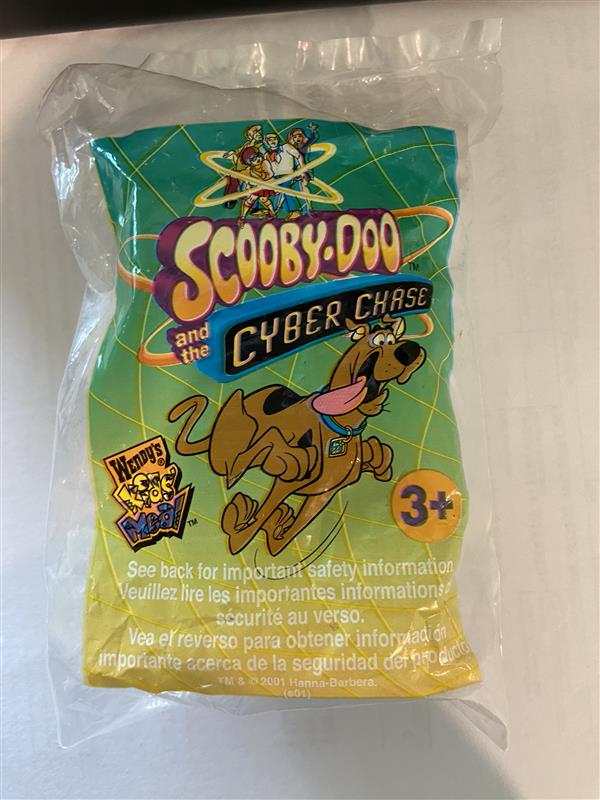 SCOOBY-DOO™
and the
CYBER CHASE
WENDY'S®
KIDS
MEAL™
3+
See back for important safety information
Veuillez lire les importantes informations
sécurité au verso.
Vea el reverso para obtener información
importante acerca de la seguridad del producto
TM & © 2001 Hanna-Barbera.
(s01)